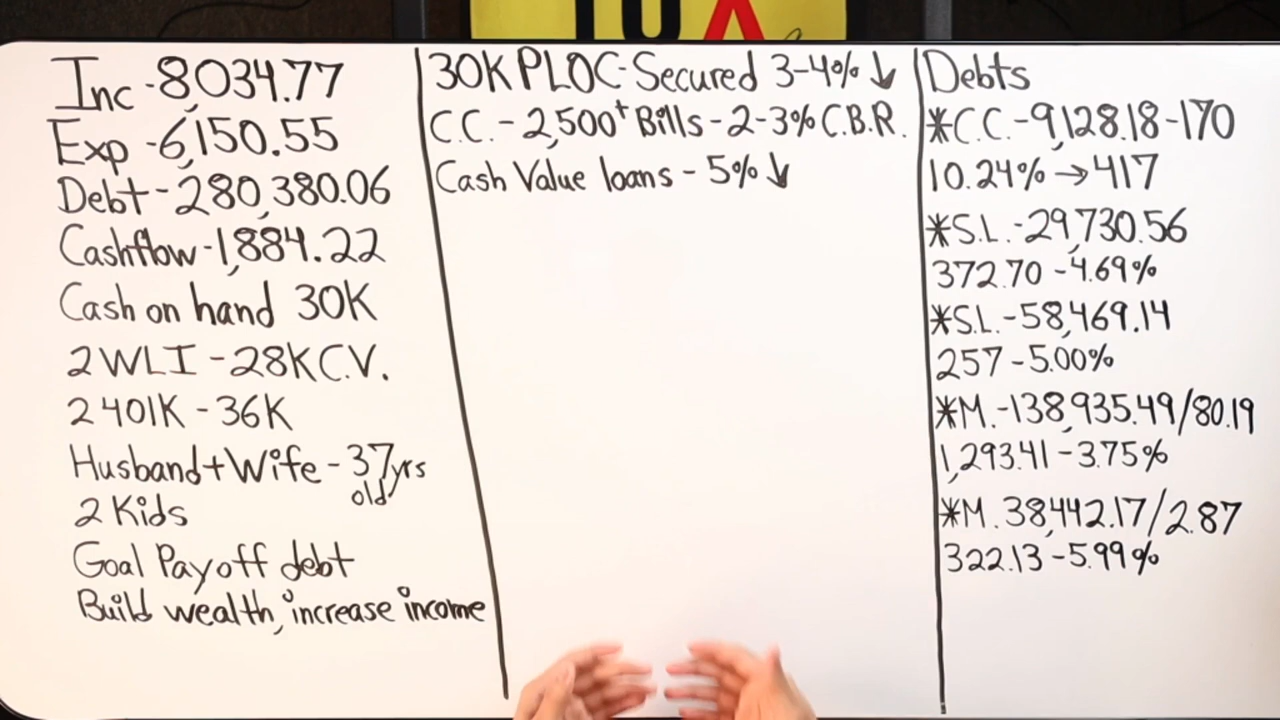 Inc - 8,034.77
Exp - 6,150.55
Debt - 280,380.06
Cashflow - 1,884.22
Cash on hand 30K
2 WLI - 28K C.V.
2 401K - 36K
Husband + Wife - 37yrs
old
2 Kids
Goal Payoff debt
Build wealth, increase income
30K PLOC - Secured 3-4% ↓
C.C. - 2,500+ Bills - 2-3% C.B.R.
Cash Value loans - 5% ↓
Debts
*C.C. - 9,128.18 - 170
10.24% → 417
*S.L. - 29,730.56
372.70 - 4.69%
*S.L. - 58,469.14
257 - 5.00%
*M. - 138,935.49/80.19
1,293.41 - 3.75%
*M. 38,442.17/2.87
322.13 - 5.99%